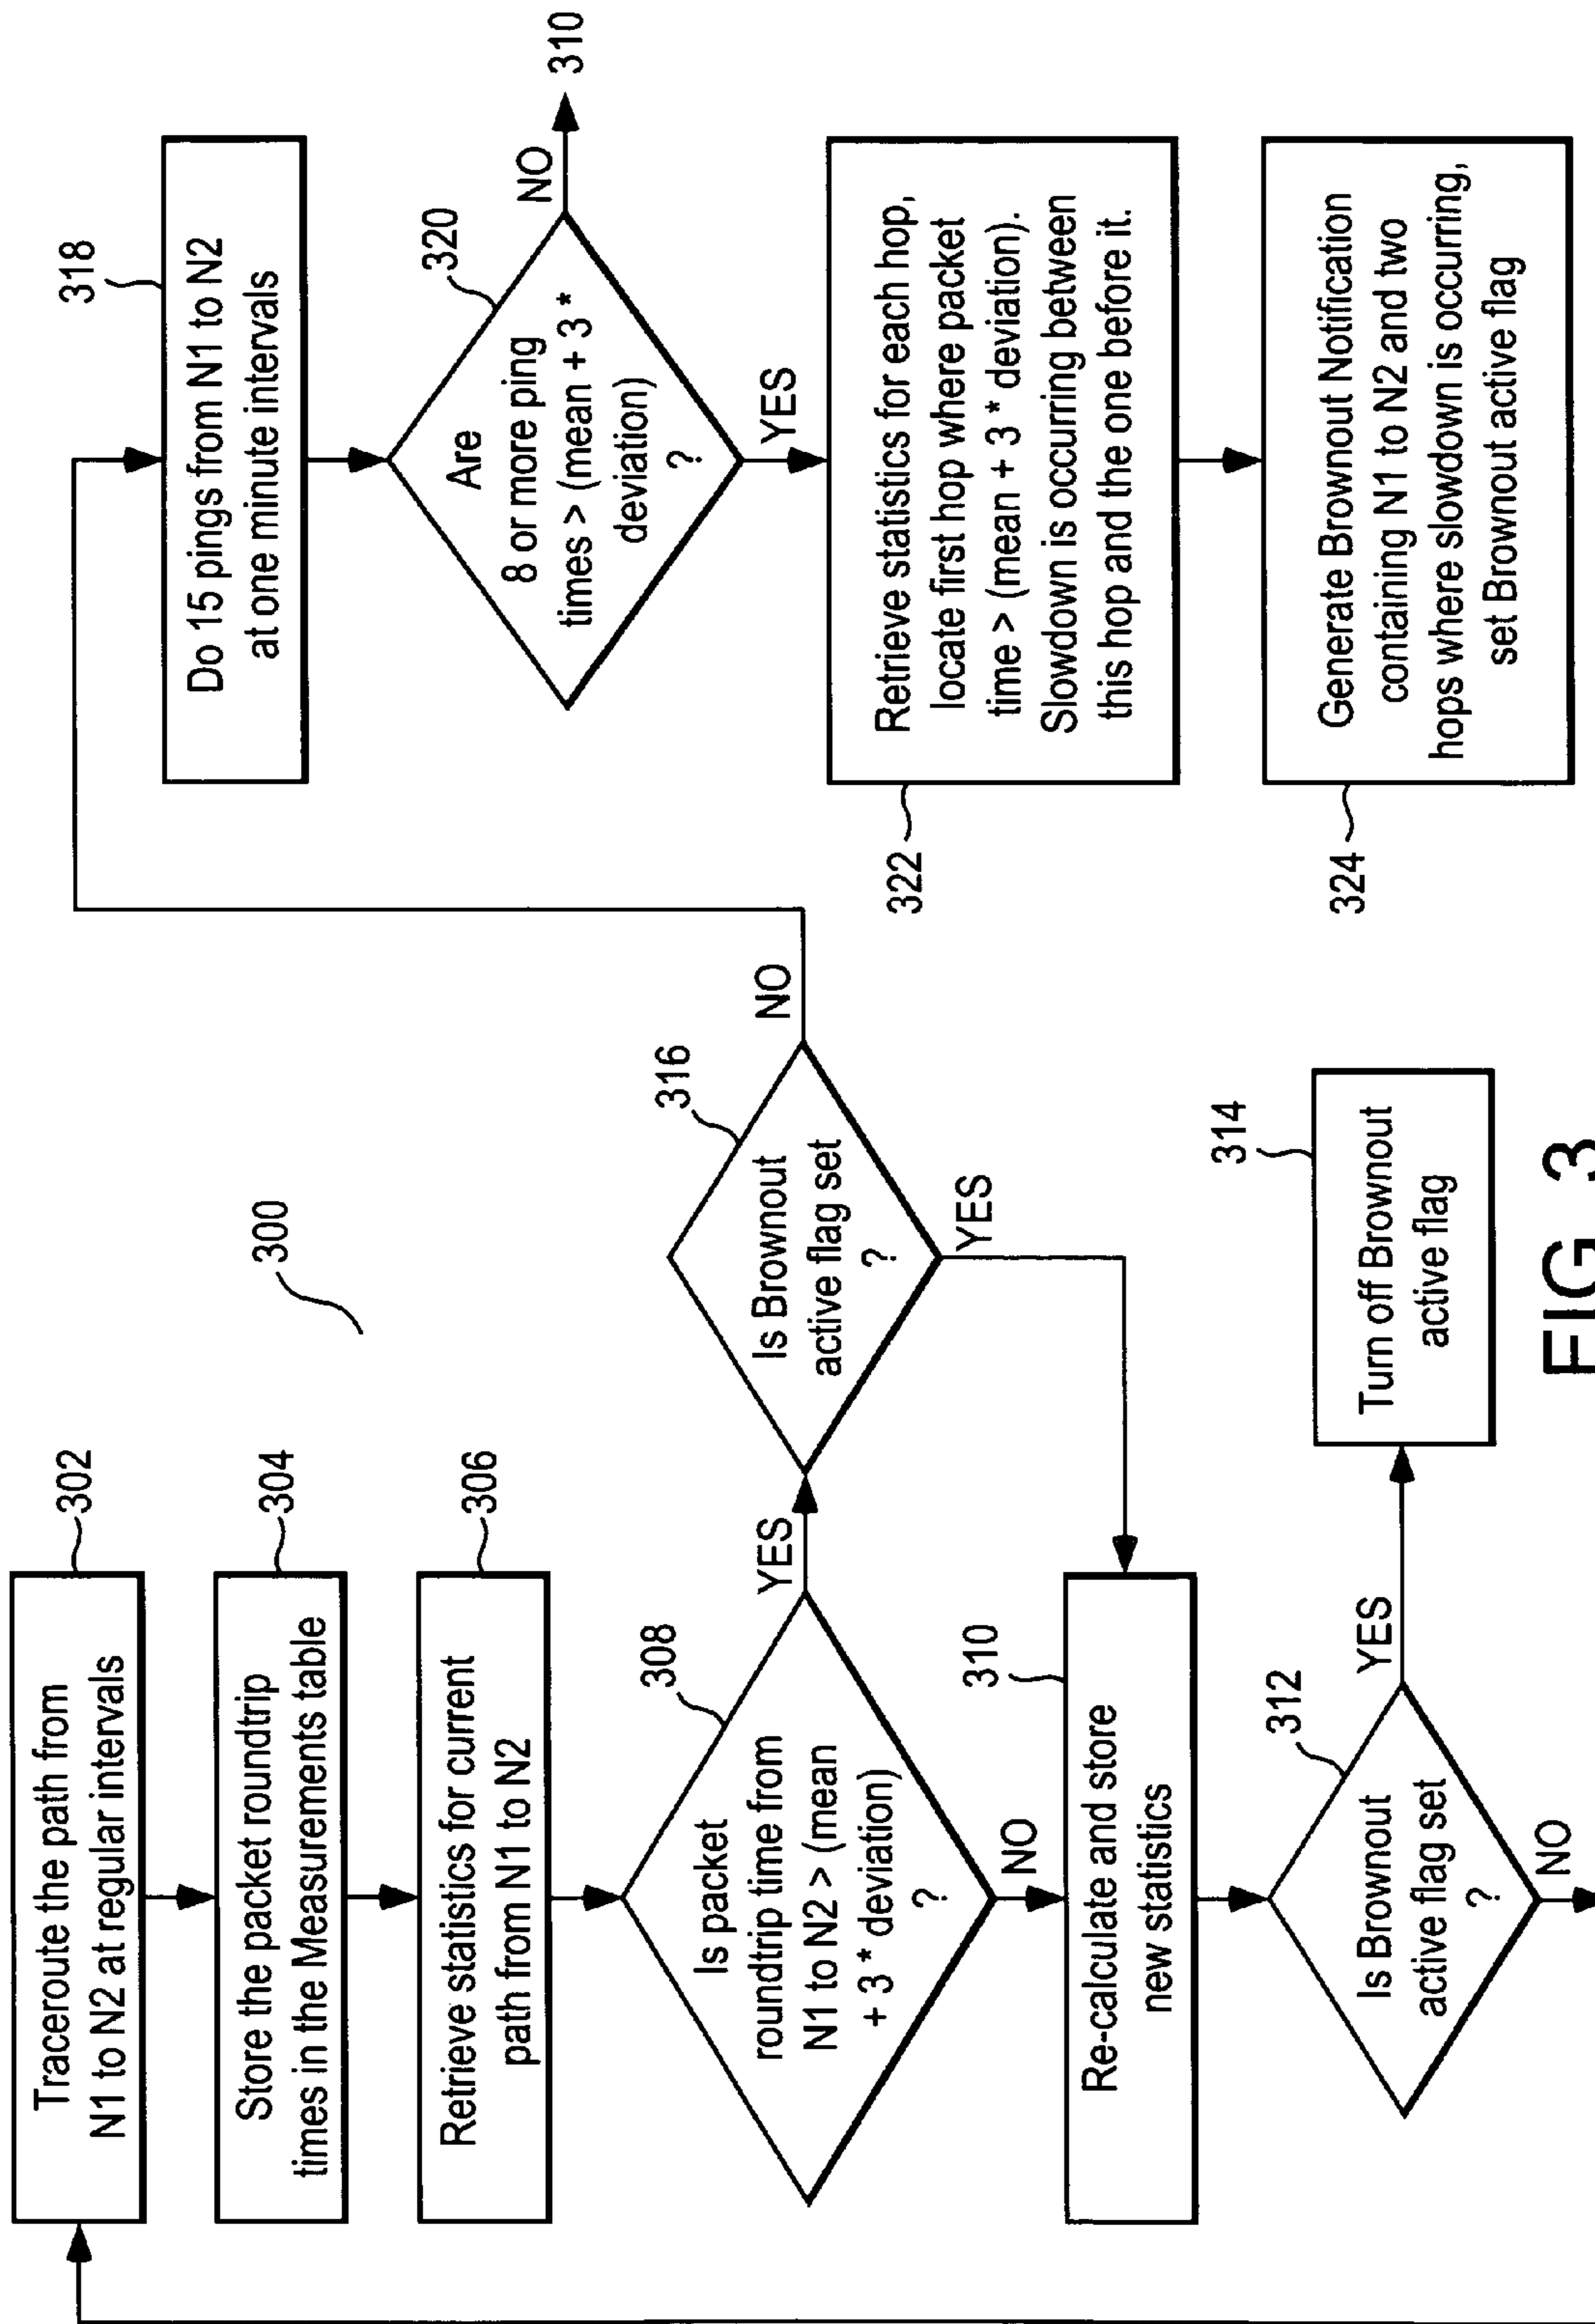 300
302
Traceroute the path from
N1 to N2 at regular intervals
304
Store the packet roundtrip
times in the Measurements table
306
Retrieve statistics for current
path from N1 to N2
308
Is packet
roundtrip time from
N1 to N2 > (mean
+ 3 * deviation)
?
YES
NO
310
Re-calculate and store
new statistics
312
Is Brownout
active flag set
?
YES
NO
314
Turn off Brownout
active flag
316
Is Brownout
active flag set
?
YES
NO
318
Do 15 pings from N1 to N2
at one minute intervals
320
Are
8 or more ping
times > (mean + 3 *
deviation)
?
NO
310
YES
322
Retrieve statistics for each hop,
locate first hop where packet
time > (mean + 3 * deviation).
Slowdown is occurring between
this hop and the one before it.
324
Generate Brownout Notification
containing N1 to N2 and two
hops where slowdown is occurring,
set Brownout active flag
FIG 3